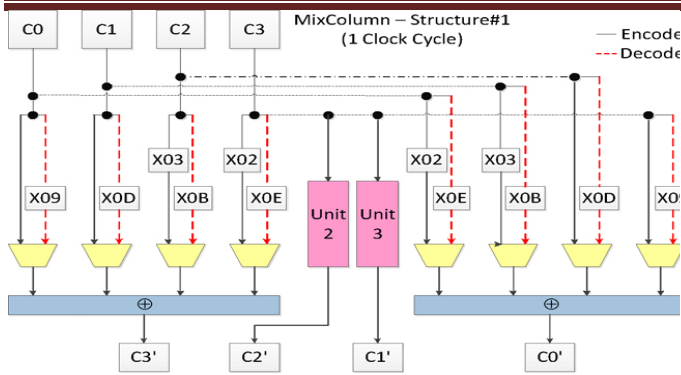 C0 C1 C2 C3
MixColumn – Structure#1
(1 Clock Cycle)
Encode
Decode
X03 X02 X02 X03
X09 X0D X0B X0E X0E X0B X0D X09
Unit 2
Unit 3
⊕ ⊕
C3' C2' C1' C0'